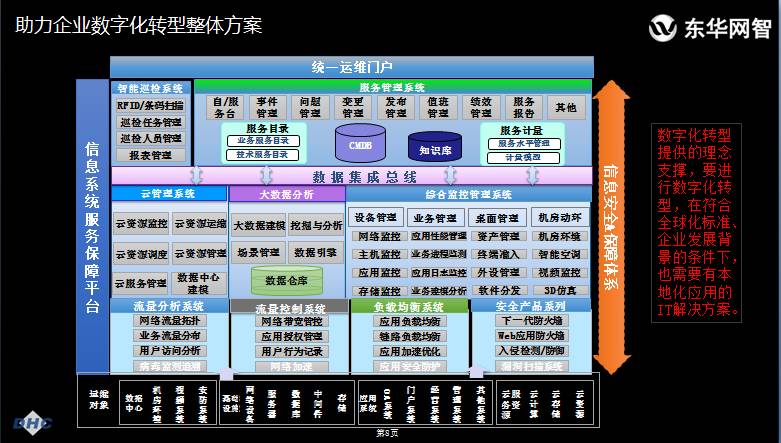 助力企业数字化转型整体方案
东华网智
统一运维门户
智能巡检系统
RFID/条码扫描
巡检任务管理
巡检人员管理
报表管理
服务管理系统
自/服务台
事件管理
问题管理
变更管理
发布管理
值班管理
绩效管理
服务报告
其他
服务目录
业务服务目录
技术服务目录
CMDB
知识库
服务计量
服务水平管理
计量模型
信息系统服务保障平台
信息安全&保障体系
数据集成总线
云管理系统
云资源监控
云资源运维
云资源调度
云资源管理
云服务管理
数据中心建模
大数据分析
大数据建模
挖掘与分析
场景管理
数据引擎
数据仓库
综合监控管理系统
设备管理
业务管理
桌面管理
机房动环
网络监控
应用性能管理
资产管理
机房环境
主机监控
业务进程监测
终端准入
智能空调
应用监控
应用日志监控
外设管理
视频监控
存储监控
业务建模分析
软件分发
3D仿真
流量分析系统
网络流量拓扑
业务流量分布
用户访问分析
病毒监测追溯
流量控制系统
网络带宽管控
应用授权管理
用户行为记录
网络加速
负载均衡系统
应用负载均衡
链路负载均衡
应用加速优化
应用安全防护
安全产品系列
下一代防火墙
Web应用防火墙
入侵检测/防御
漏洞扫描系统
运维对象
数据中心
机房环境
视频系统
安防系统
基础设施
网络设备
服务器
数据库
中间件
存储
应用系统
OA系统
门户系统
经营系统
管理系统
其他系统
云服务
云计算
云存储
云资源
数字化转型
提供的理念
支撑，要进
行数字化转
型，在符合
全球化标准、
企业发展背
景的条件下，
也需要有本
地化应用的
IT解决方案。
DHC
第8页